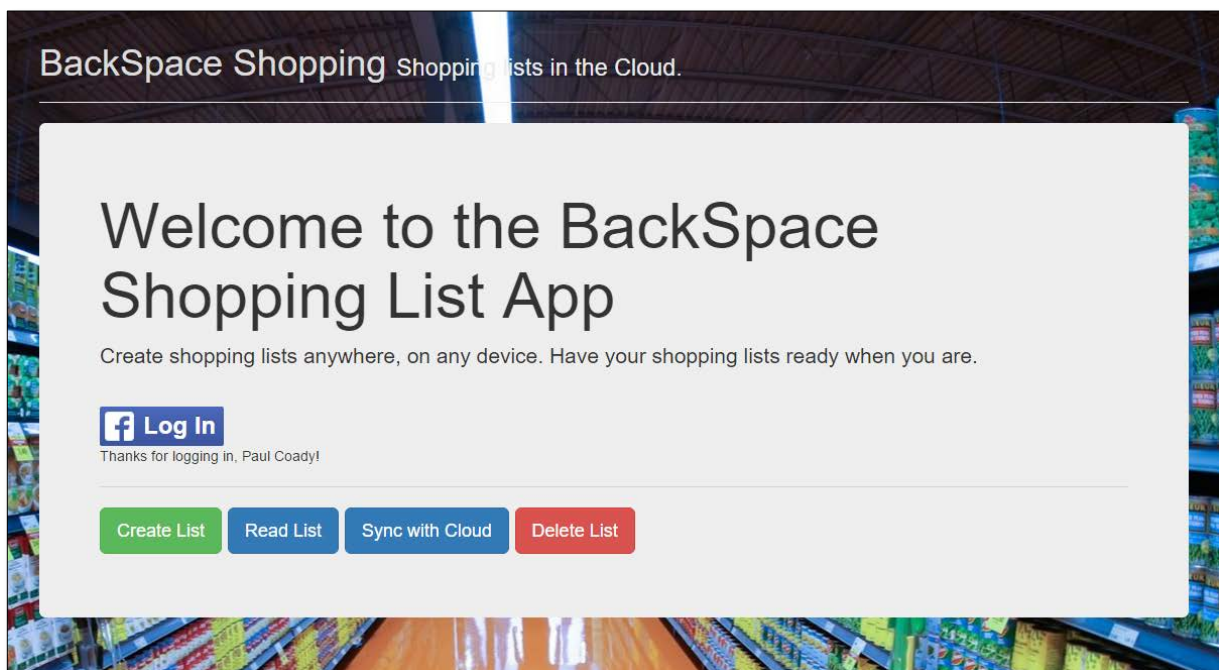 BackSpace Shopping Shopping lists in the Cloud.
Welcome to the BackSpace
Shopping List App
Create shopping lists anywhere, on any device. Have your shopping lists ready when you are.
f Log In
Thanks for logging in, Paul Coady!
Create List Read List Sync with Cloud Delete List